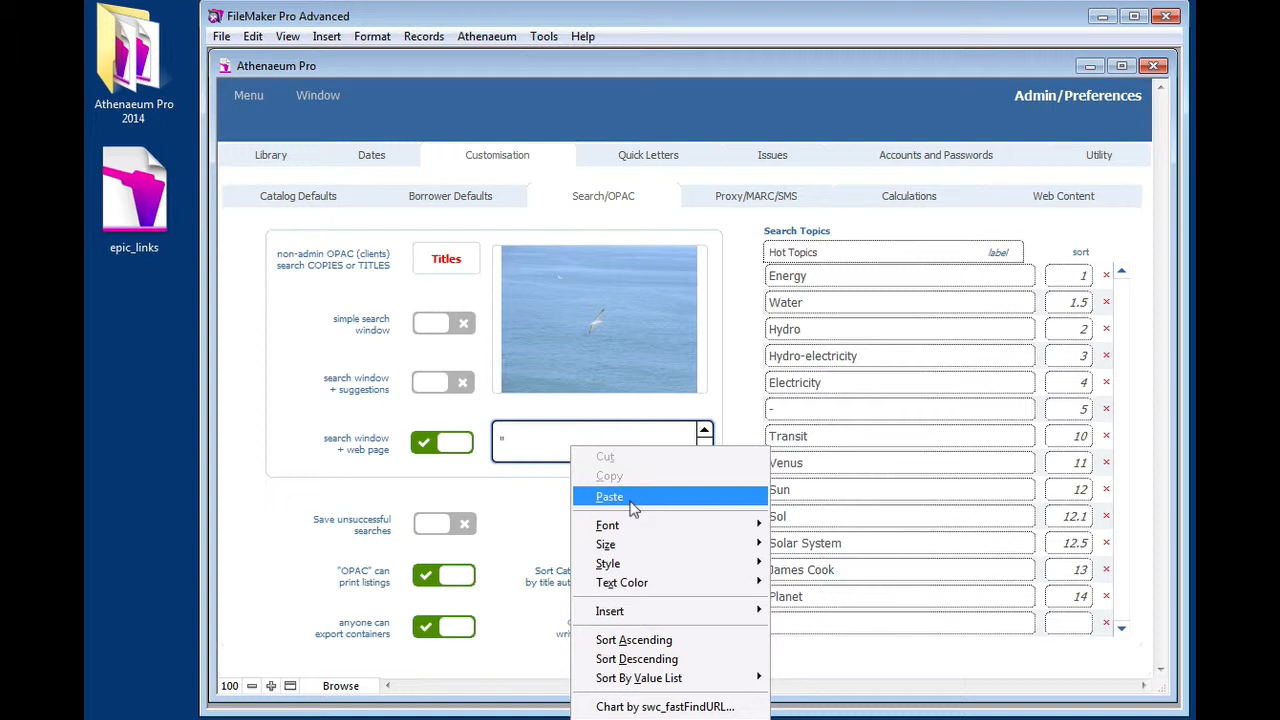 FileMaker Pro Advanced
File Edit View Insert Format Records Athenaeum Tools Help
Athenaeum Pro 2014
epic_links
Athenaeum Pro
Menu Window Admin/Preferences
Library Dates Customisation Quick Letters Issues Accounts and Passwords Utility
Catalog Defaults Borrower Defaults Search/OPAC Proxy/MARC/SMS Calculations Web Content
non-admin OPAC (clients)
search COPIES or TITLES
Titles
simple search
window
search window
+ suggestions
search window
+ web page
"
Save unsuccessful
searches
"OPAC" can
print listings
Sort Cat
by title aut
anyone can
export containers
writ
Cut
Copy
Paste
Font
Size
Style
Text Color
Insert
Sort Ascending
Sort Descending
Sort By Value List
Chart by swc_fastFindURL...
Search Topics
Hot Topics label sort
Energy 1
Water 1.5
Hydro 2
Hydro-electricity 3
Electricity 4
- 5
Transit 10
Venus 11
Sun 12
Sol 12.1
Solar System 12.5
James Cook 13
Planet 14
100 Browse